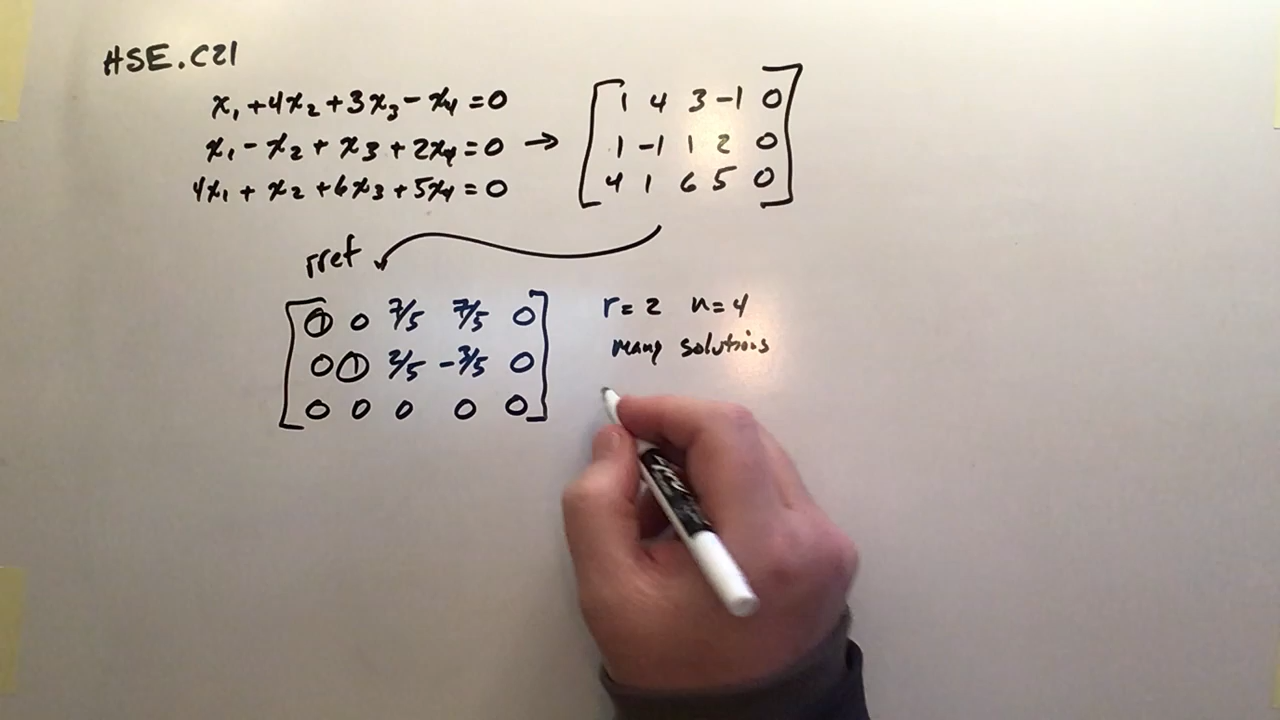 HSE.C21
x₁ + 4x₂ + 3x₃ - x₄ = 0
x₁ - x₂ + x₃ + 2x₄ = 0 →
4x₁ + x₂ + 6x₃ + 5x₄ = 0
1 4 3 -1 0
1 -1 1 2 0
4 1 6 5 0
rref
1 0 7/5 7/5 0
0 1 2/5 -3/5 0
0 0 0 0 0
r = 2 n = 4
many solutions